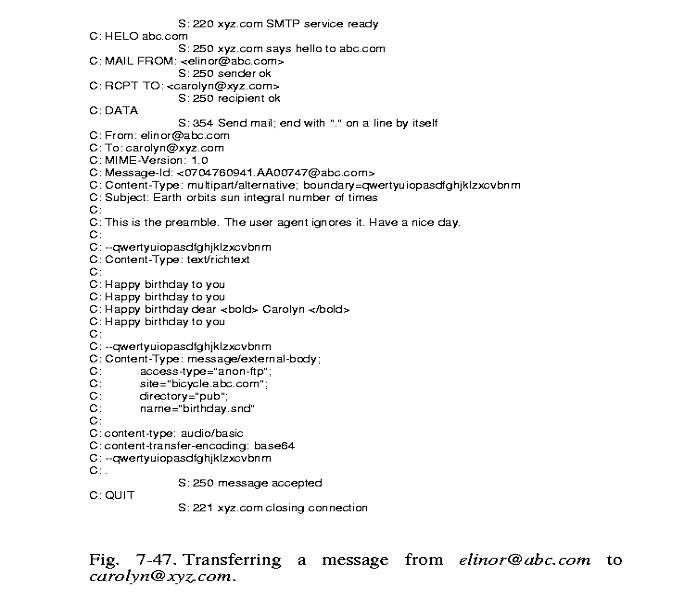 S: 220 xyz.com SMTP service ready
C: HELO abc.com
S: 250 xyz.com says hello to abc.com
C: MAIL FROM: <elinor@abc.com>
S: 250 sender ok
C: RCPT TO: <carolyn@xyz.com>
S: 250 recipient ok
C: DATA
S: 354 Send mail; end with "." on a line by itself
C: From: elinor@abc.com
C: To: carolyn@xyz.com
C: MIME-Version: 1.0
C: Message-Id: <0704760941.AA00747@abc.com>
C: Content-Type: multipart/alternative; boundary=qwertyuiopasdfghjklzxcvbnm
C: Subject: Earth orbits sun integral number of times
C:
C: This is the preamble. The user agent ignores it. Have a nice day.
C:
C: --qwertyuiopasdfghjklzxcvbnm
C: Content-Type: text/richtext
C:
C: Happy birthday to you
C: Happy birthday to you
C: Happy birthday dear <bold> Carolyn </bold>
C: Happy birthday to you
C:
C: --qwertyuiopasdfghjklzxcvbnm
C: Content-Type: message/external-body;
C: access-type="anon-ftp";
C: site="bicycle.abc.com";
C: directory="pub";
C: name="birthday.snd"
C:
C: content-type: audio/basic
C: content-transfer-encoding: base64
C: --qwertyuiopasdfghjklzxcvbnm
C: .
S: 250 message accepted
C: QUIT
S: 221 xyz.com closing connection
Fig. 7-47. Transferring a message from elinor@abc.com to
carolyn@xyz.com.